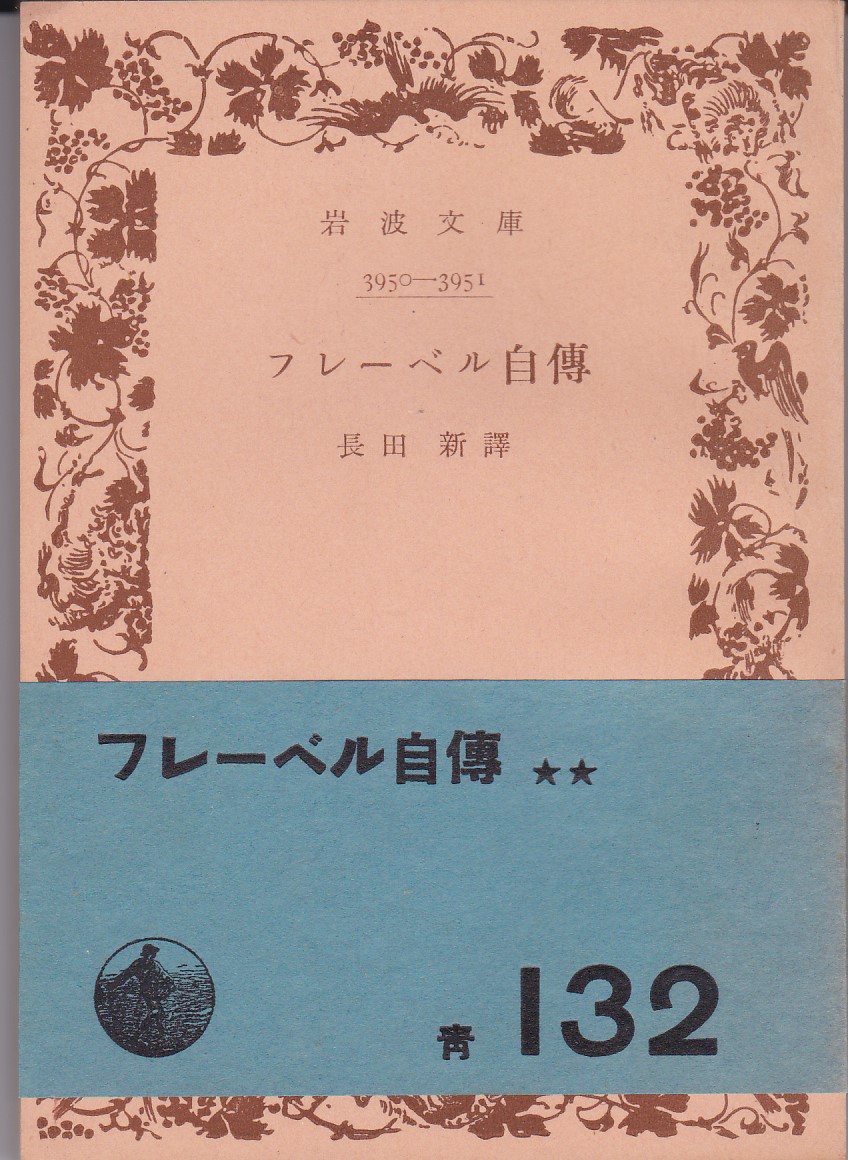 岩波文庫
3950―3951
フレーベル自傳
長田 新譯
フレーベル自傳 ★★
靑 132